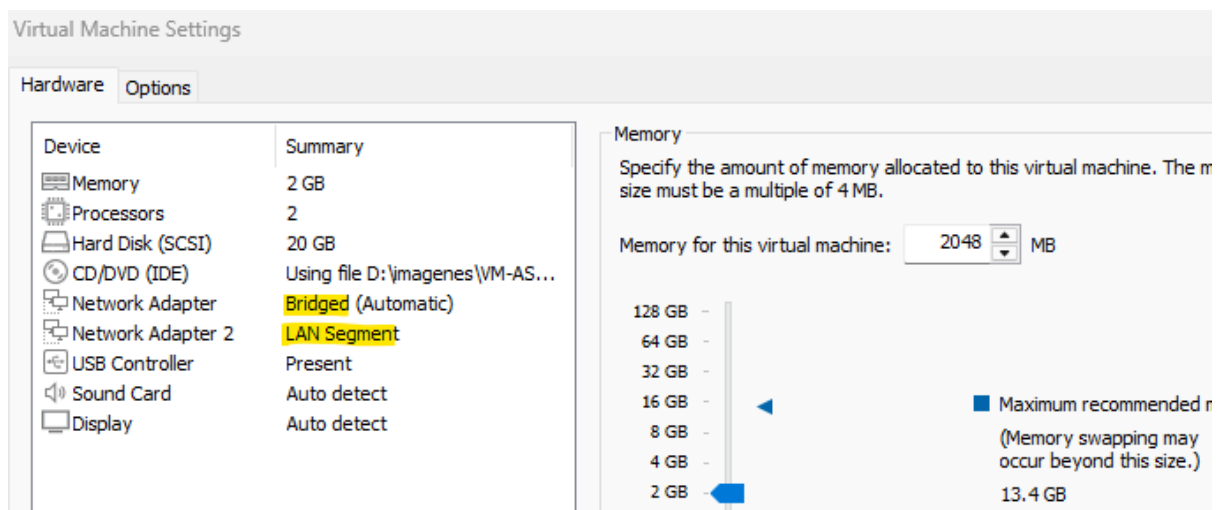 Virtual Machine Settings
Hardware Options
Device Summary
Memory 2 GB
Processors 2
Hard Disk (SCSI) 20 GB
CD/DVD (IDE) Using file D:\imagenes\VM-AS...
Network Adapter Bridged (Automatic)
Network Adapter 2 LAN Segment
USB Controller Present
Sound Card Auto detect
Display Auto detect
Memory
Specify the amount of memory allocated to this virtual machine. The m
size must be a multiple of 4 MB.
Memory for this virtual machine: 2048 MB
128 GB
64 GB
32 GB
16 GB
8 GB
4 GB
2 GB
Maximum recommended m
(Memory swapping may
occur beyond this size.)
13.4 GB